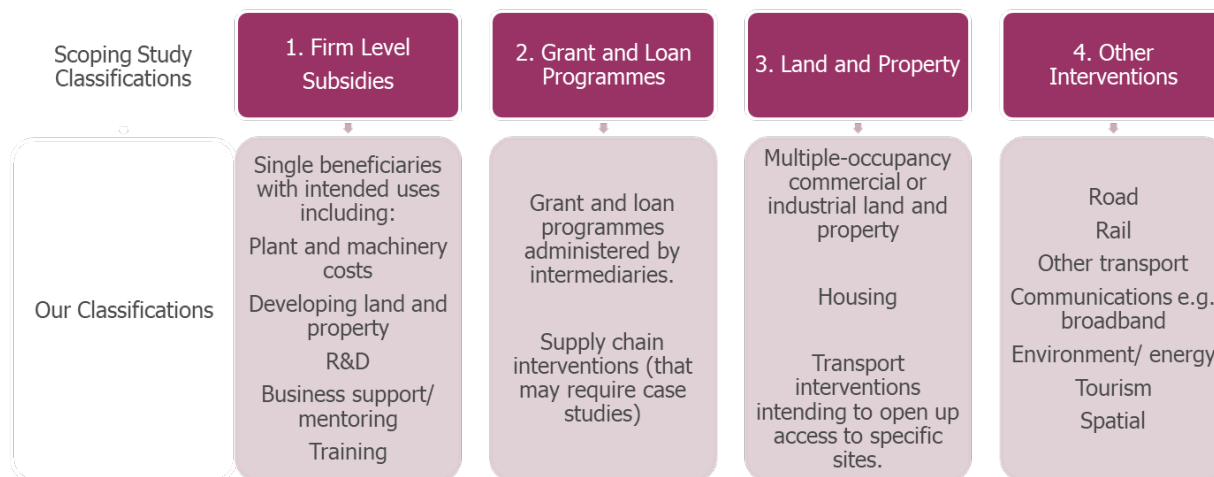 Scoping Study
Classifications
1. Firm Level
Subsidies
2. Grant and Loan
Programmes
3. Land and Property
4. Other
Interventions
Our Classifications
Single beneficiaries
with intended uses
including:
Plant and machinery
costs
Developing land and
property
R&D
Business support/
mentoring
Training
Grant and loan
programmes
administered by
intermediaries.
Supply chain
interventions (that
may require case
studies)
Multiple-occupancy
commercial or
industrial land and
property
Housing
Transport
interventions
intending to open up
access to specific
sites.
Road
Rail
Other transport
Communications e.g.
broadband
Environment/ energy
Tourism
Spatial